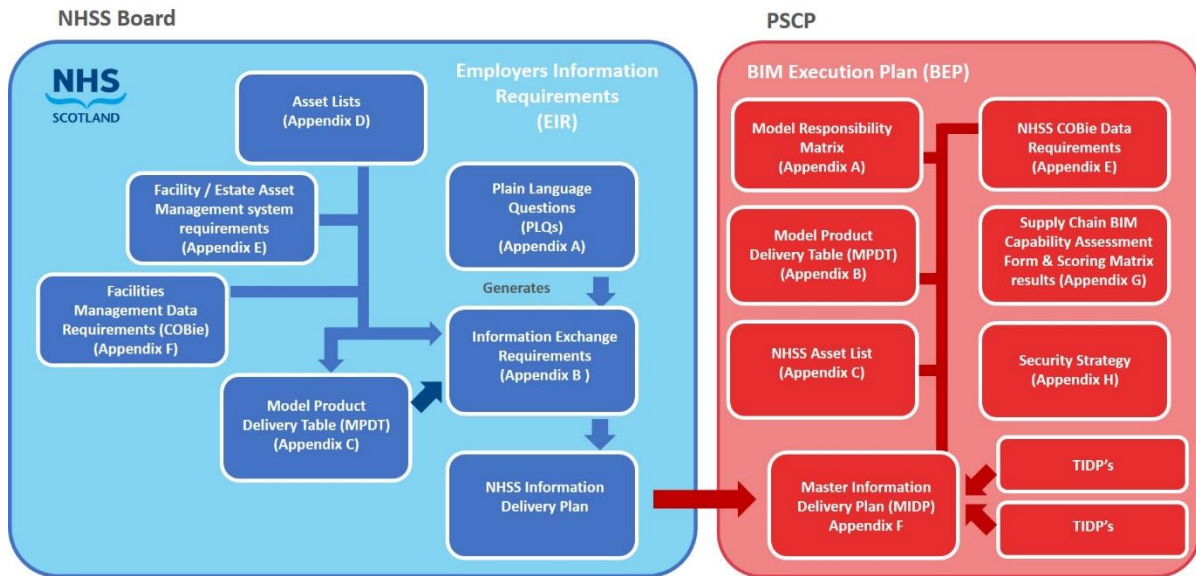 NHSS Board
PSCP
NHS
SCOTLAND
Employers Information
Requirements
(EIR)
Asset Lists
(Appendix D)
Facility / Estate Asset
Management system
requirements
(Appendix E)
Plain Language
Questions
(PLQs)
(Appendix A)
Generates
Facilities
Management Data
Requirements (COBie)
(Appendix F)
Information Exchange
Requirements
(Appendix B )
Model Product
Delivery Table (MPDT)
(Appendix C)
NHSS Information
Delivery Plan
BIM Execution Plan (BEP)
Model Responsibility
Matrix
(Appendix A)
NHSS COBie Data
Requirements
(Appendix E)
Model Product
Delivery Table (MPDT)
(Appendix B)
Supply Chain BIM
Capability Assessment
Form & Scoring Matrix
results (Appendix G)
NHSS Asset List
(Appendix C)
Security Strategy
(Appendix H)
Master Information
Delivery Plan (MIDP)
Appendix F
TIDP's
TIDP's